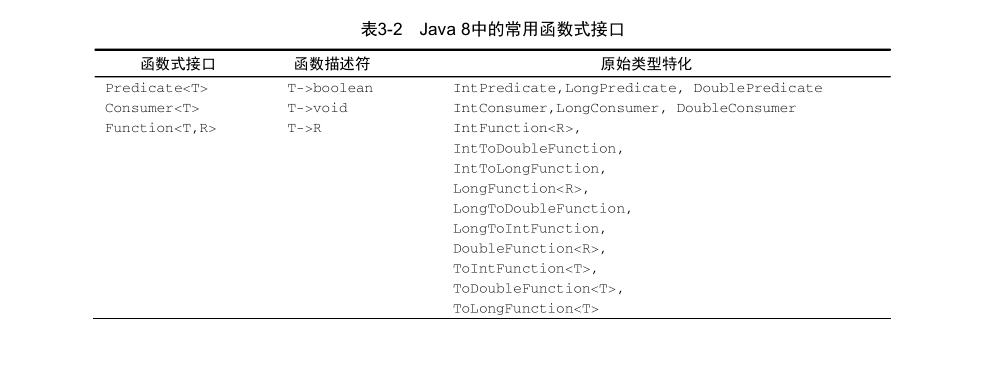 表3-2 Java 8中的常用函数式接口
函数式接口 函数描述符 原始类型特化
Predicate<T> T->boolean IntPredicate,LongPredicate, DoublePredicate
Consumer<T> T->void IntConsumer,LongConsumer, DoubleConsumer
Function<T,R> T->R IntFunction<R>,
IntToDoubleFunction,
IntToLongFunction,
LongFunction<R>,
LongToDoubleFunction,
LongToIntFunction,
DoubleFunction<R>,
ToIntFunction<T>,
ToDoubleFunction<T>,
ToLongFunction<T>